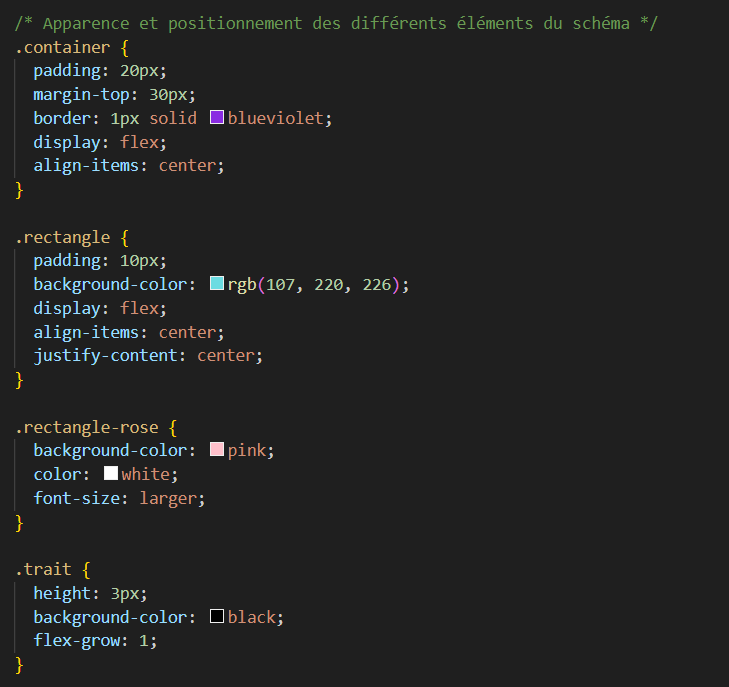 /* Apparence et positionnement des différents éléments du schéma */
.container {
  padding: 20px;
  margin-top: 30px;
  border: 1px solid blueviolet;
  display: flex;
  align-items: center;
}

.rectangle {
  padding: 10px;
  background-color: rgb(107, 220, 226);
  display: flex;
  align-items: center;
  justify-content: center;
}

.rectangle-rose {
  background-color: pink;
  color: white;
  font-size: larger;
}

.trait {
  height: 3px;
  background-color: black;
  flex-grow: 1;
}